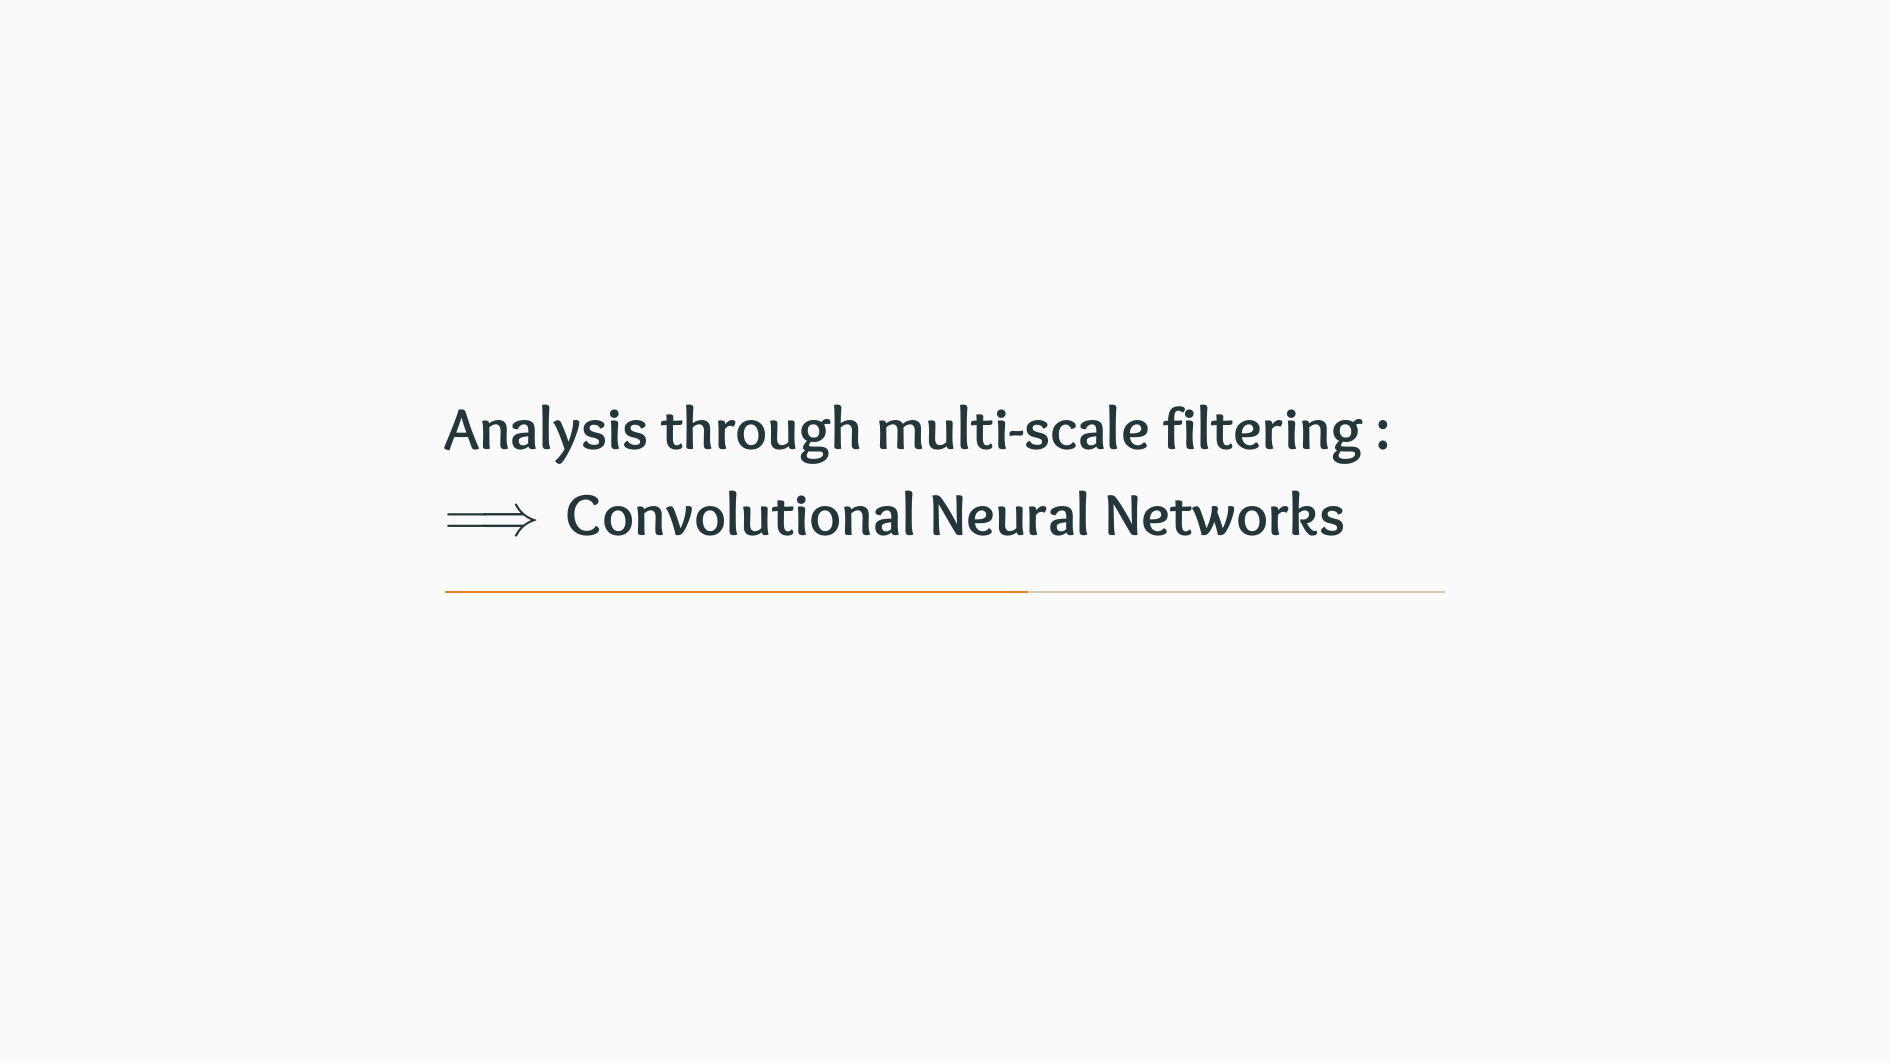 Analysis through multi-scale filtering :
⟹ Convolutional Neural Networks